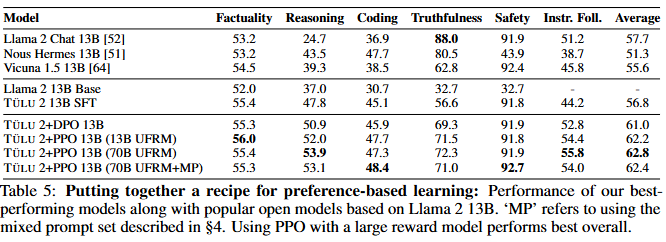 Model Factuality Reasoning Coding Truthfulness Safety Instr. Foll. Average
Llama 2 Chat 13B [52] 53.2 24.7 36.9 88.0 91.9 51.2 57.7
Nous Hermes 13B [51] 53.2 43.5 47.7 80.5 43.9 38.7 51.3
Vicuna 1.5 13B [64] 54.5 39.3 38.5 62.8 92.4 45.8 55.6
Llama 2 13B Base 52.0 37.0 30.7 32.7 32.7 - -
TÜLU 2 13B SFT 55.4 47.8 45.1 56.6 91.8 44.2 56.8
TÜLU 2+DPO 13B 55.3 50.9 45.9 69.3 91.9 52.8 61.0
TÜLU 2+PPO 13B (13B UFRM) 56.0 52.0 47.7 71.5 91.8 54.4 62.2
TÜLU 2+PPO 13B (70B UFRM) 55.4 53.9 47.3 72.3 91.9 55.8 62.8
TÜLU 2+PPO 13B (70B UFRM+MP) 55.3 53.1 48.4 71.0 92.7 54.0 62.4
Table 5: Putting together a recipe for preference-based learning: Performance of our best-
performing models along with popular open models based on Llama 2 13B. ‘MP’ refers to using the
mixed prompt set described in §4. Using PPO with a large reward model performs best overall.